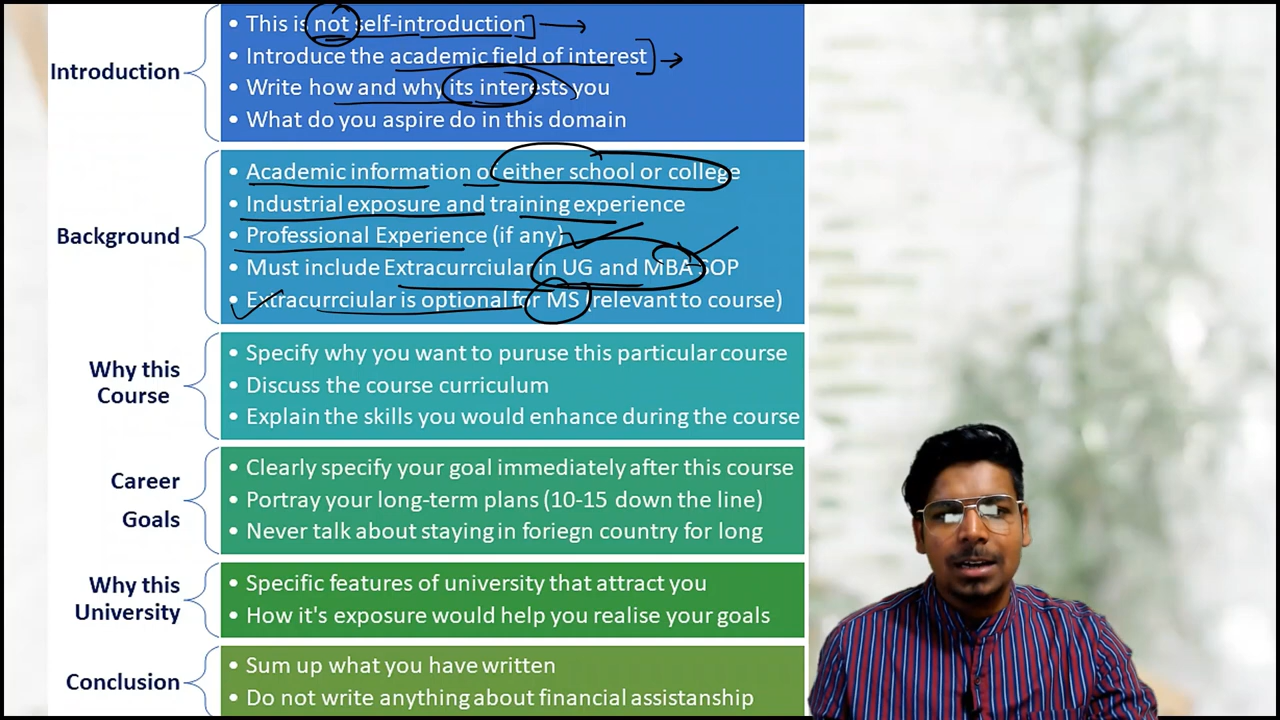 Introduction
• This is not self-introduction
• Introduce the academic field of interest
• Write how and why its interests you
• What do you aspire do in this domain
Background
• Academic information of either school or college
• Industrial exposure and training experience
• Professional Experience (if any)
• Must include Extracurrciular in UG and MBA SOP
• Extracurrciular is optional for MS (relevant to course)
Why this
Course
• Specify why you want to puruse this particular course
• Discuss the course curriculum
• Explain the skills you would enhance during the course
Career
Goals
• Clearly specify your goal immediately after this course
• Portray your long-term plans (10-15 down the line)
• Never talk about staying in foriegn country for long
Why this
University
• Specific features of university that attract you
• How it's exposure would help you realise your goals
Conclusion
• Sum up what you have written
• Do not write anything about financial assistanship